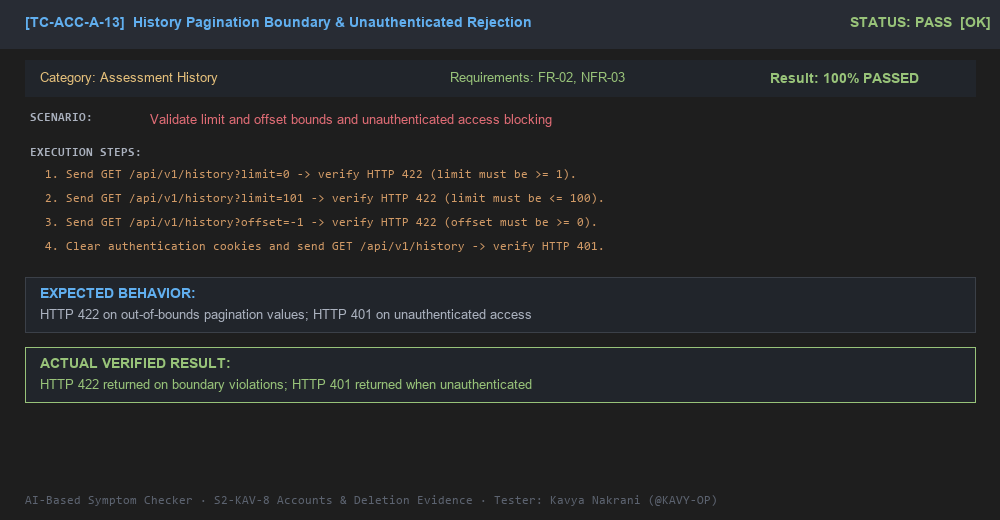 [TC-ACC-A-13] History Pagination Boundary & Unauthenticated Rejection
STATUS: PASS [OK]
Category: Assessment History
Requirements: FR-02, NFR-03
Result: 100% PASSED
SCENARIO:
Validate limit and offset bounds and unauthenticated access blocking
EXECUTION STEPS:
1. Send GET /api/v1/history?limit=0 -> verify HTTP 422 (limit must be >= 1).
2. Send GET /api/v1/history?limit=101 -> verify HTTP 422 (limit must be <= 100).
3. Send GET /api/v1/history?offset=-1 -> verify HTTP 422 (offset must be >= 0).
4. Clear authentication cookies and send GET /api/v1/history -> verify HTTP 401.
EXPECTED BEHAVIOR:
HTTP 422 on out-of-bounds pagination values; HTTP 401 on unauthenticated access
ACTUAL VERIFIED RESULT:
HTTP 422 returned on boundary violations; HTTP 401 returned when unauthenticated
AI-Based Symptom Checker · S2-KAV-8 Accounts & Deletion Evidence · Tester: Kavya Nakrani (@KAVY-OP)